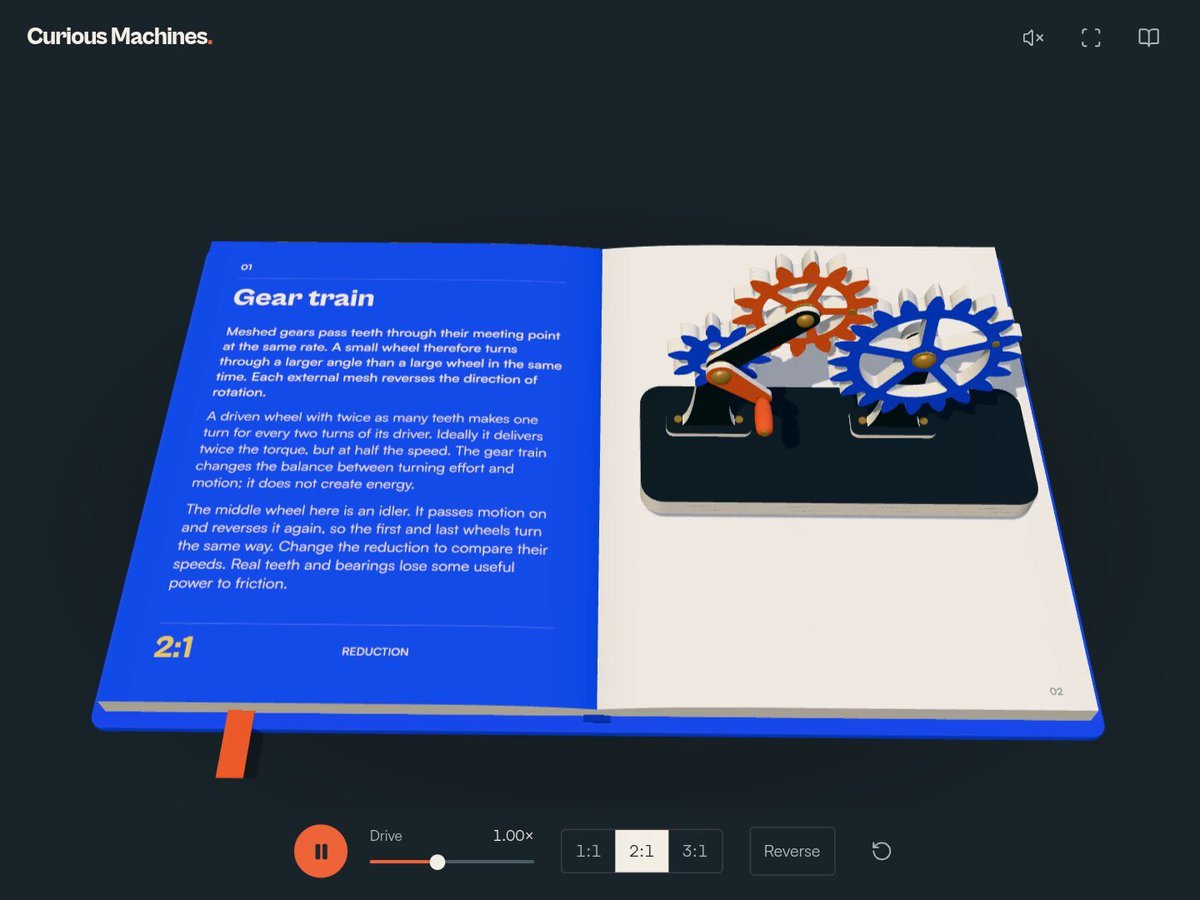 Curious Machines.
01
Gear train
Meshed gears pass teeth through their meeting point
at the same rate. A small wheel therefore turns
through a larger angle than a large wheel in the same
time. Each external mesh reverses the direction of
rotation.
A driven wheel with twice as many teeth makes one
turn for every two turns of its driver. Ideally it delivers
twice the torque, but at half the speed. The gear train
changes the balance between turning effort and
motion; it does not create energy.
The middle wheel here is an idler. It passes motion on
and reverses it again, so the first and last wheels turn
the same way. Change the reduction to compare their
speeds. Real teeth and bearings lose some useful
power to friction.
2:1 REDUCTION
02
Drive 1.00×
1:1 2:1 3:1 Reverse